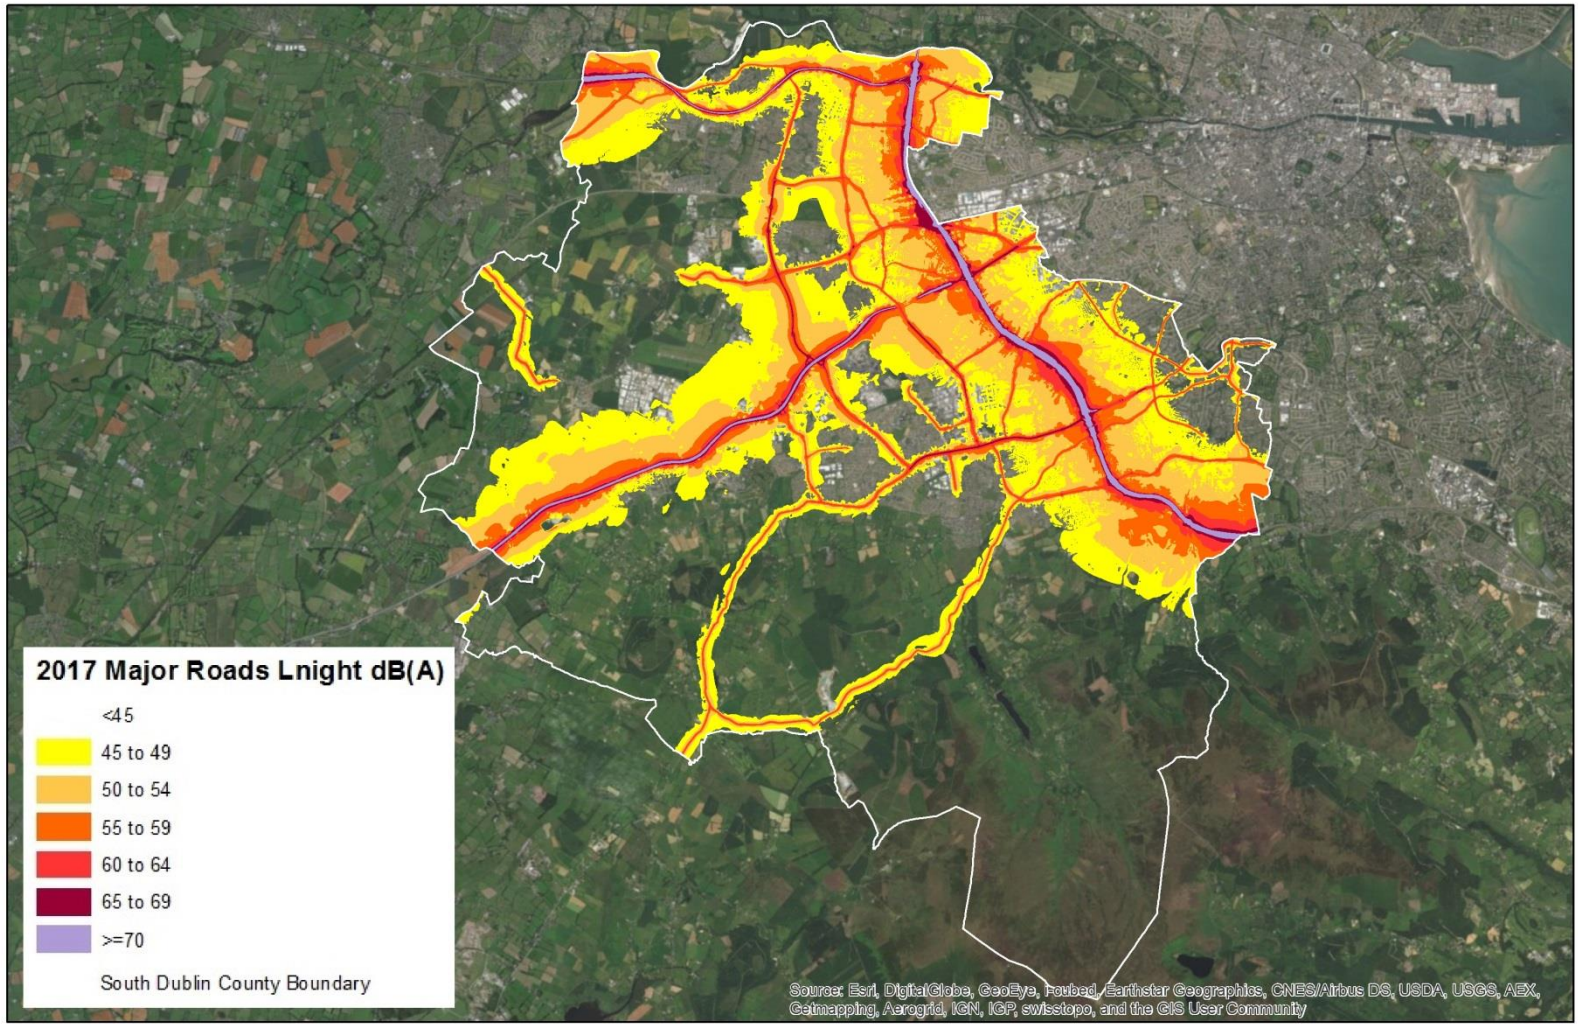 2017 Major Roads Lnight dB(A)
<45
45 to 49
50 to 54
55 to 59
60 to 64
65 to 69
>=70
South Dublin County Boundary
Source: Esri, DigitalGlobe, GeoEye, i-cubed, Earthstar Geographics, CNES/Airbus DS, USDA, USGS, AEX,
Getmapping, Aerogrid, IGN, IGP, swisstopo, and the GIS User Community